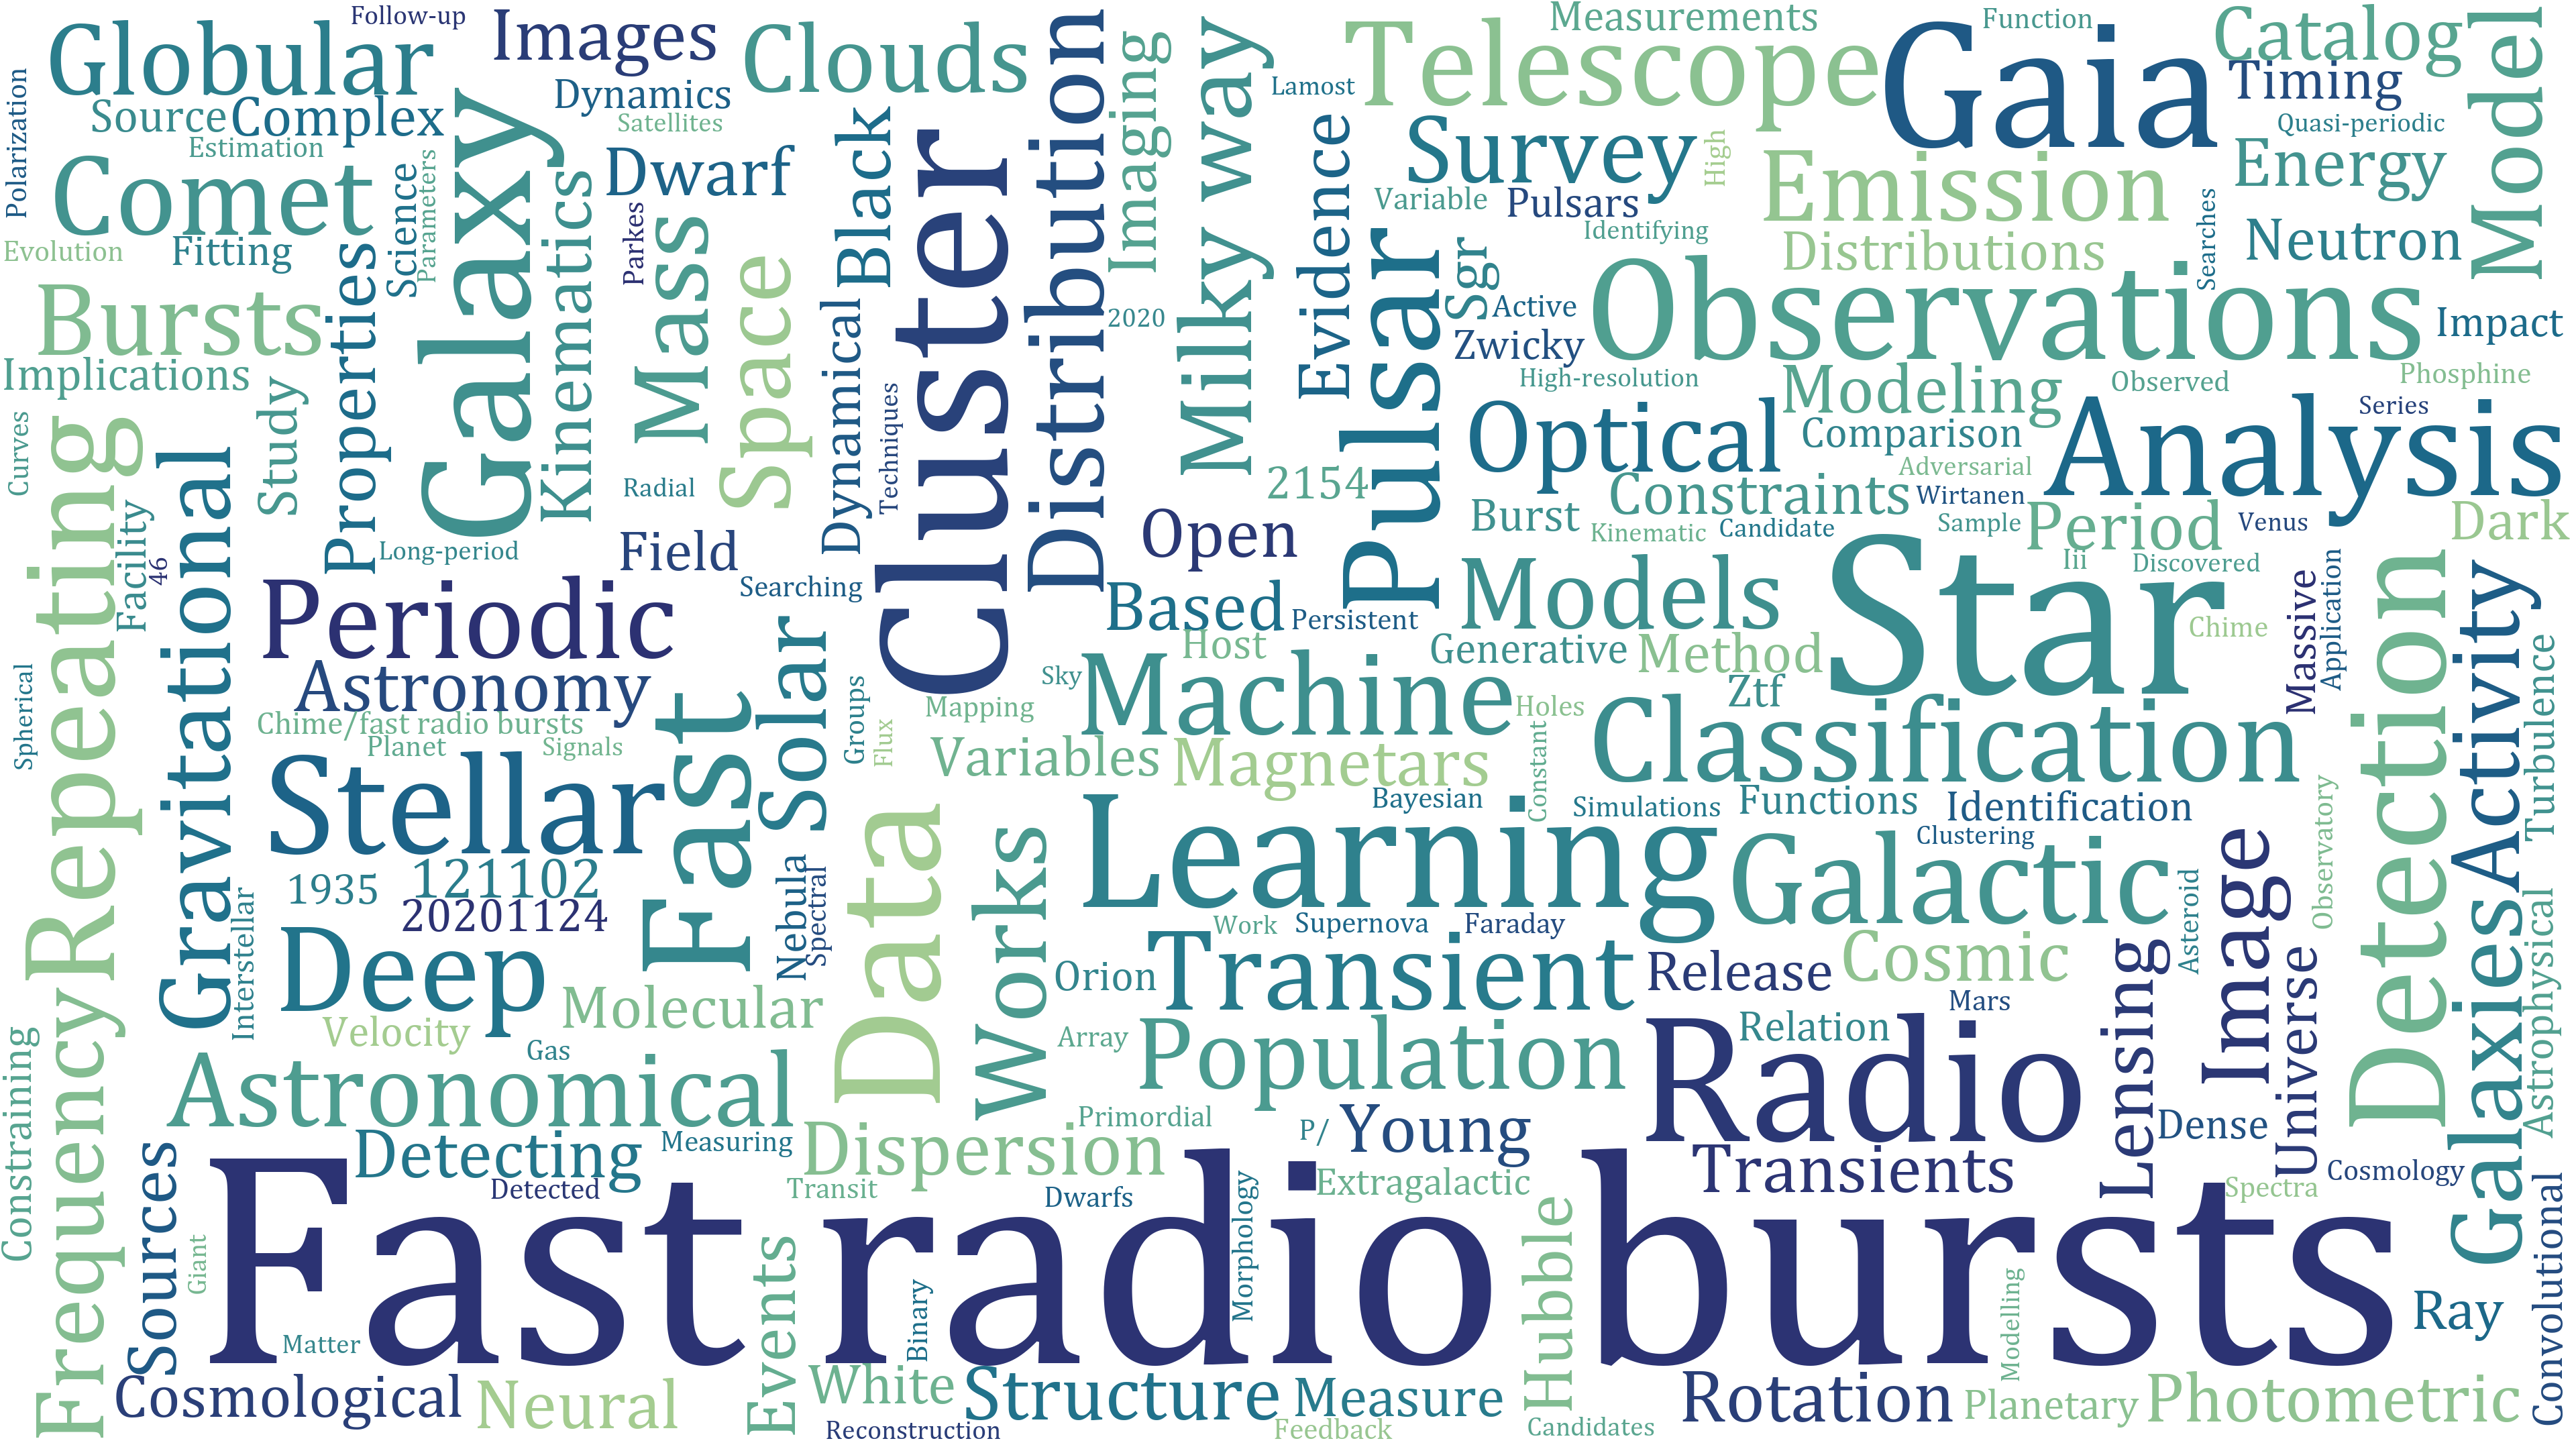 Follow-up
Globular
Images
Clouds
Distribution
Imaging
Milky way
Measurements
Telescope
Gaia
Function
Catalog
Model
Polarization
Source
Complex
Dynamics
Satellites
Estimation
Galaxy
Black
Cluster
Lamost
Timing
Quasi-periodic
Survey
High
Emission
Energy
Comet
Science
Parameters
Kinematics
Dwarf
Evidence
Variable
Pulsars
Identifying
Searches
Evolution
Fitting
Parkes
Mass
Space
Pulsar
Sgr
Distributions
Neutron
Bursts
Properties
Dynamical
2020
Active
Observations
Impact
Implications
Zwicky
High-resolution
Modeling
Observed
Phosphine
Study
Techniques
Series
Curves
Repeating
Gravitational
Optical
Comparison
Analysis
Radial
2154
Adversarial
Constraints
Wirtanen
Facility
46
Long-period
Field
Open
Burst
Kinematic
Candidate
Sample
Period
Venus
Dark
Periodic
Searching
Based
Persistent
Models
Star
Iii
Discovered
Massive
Application
Detection
Activity
Host
Generative
Method
Chime
Spherical
Astronomy
Fast
Solar
Groups
Sky
Machine
Ztf
Turbulence
Chime/fast radio bursts
Mapping
Holes
Classification
Planet
Signals
Flux
Variables
Magnetars
Constant
Stellar
Bayesian
Simulations
Functions
Identification
Observatory
Data
Works
Learning
Clustering
Galactic
Image
1935
121102
20201124
Nebula
Spectral
Work
Supernova
Faraday
Asteroid
Astrophysical
Interstellar
Deep
Orion
Transient
Release
Cosmic
Lensing
Universe
Galaxies
Frequency
Velocity
Molecular
Mars
Constraining
Gas
Array
Population
Radio
Relation
Astronomical
Primordial
P/
Young
Dense
Sources
Detecting
Measuring
Dispersion
Transients
Cosmology
Detected
Transit
Dwarfs
Morphology
Extragalactic
Spectra
Convolutional
Fast radio bursts
Giant
Events
Binary
Hubble
Modelling
Ray
Matter
Cosmological
Neural
White
Structure
Measure
Rotation
Planetary
Photometric
Reconstruction
Feedback
Candidates